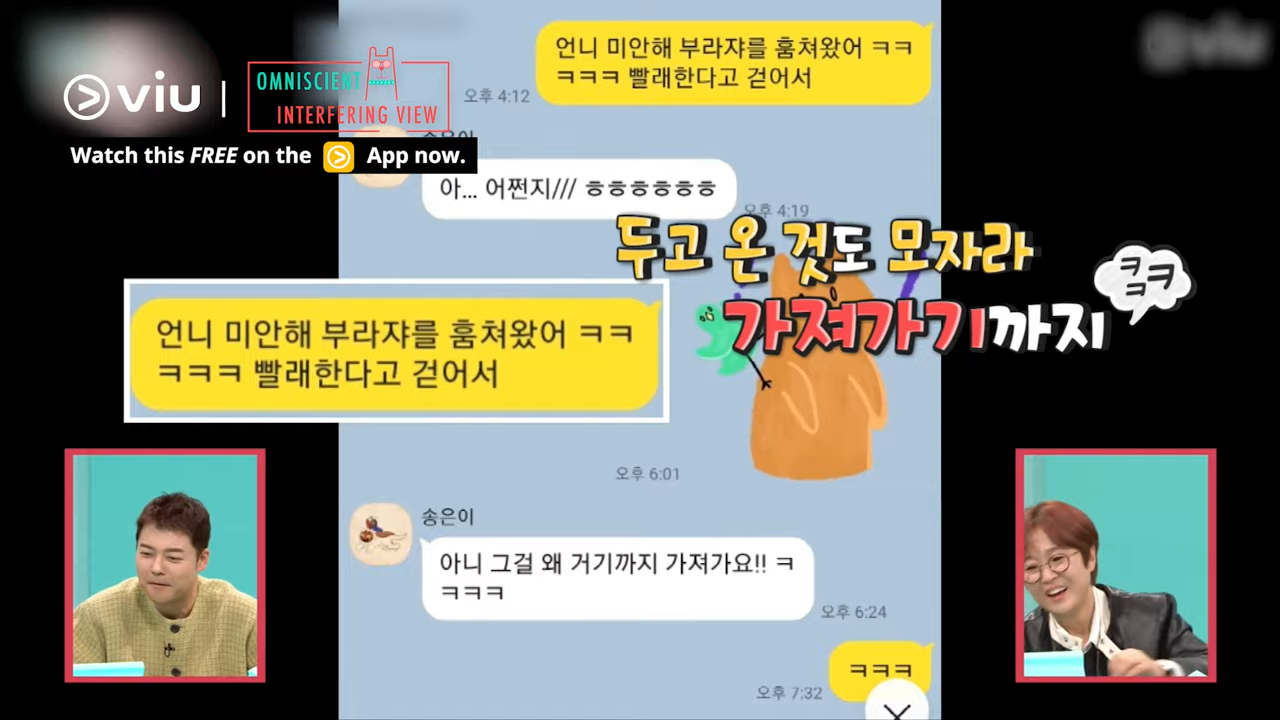 언니 미안해 부라쟈를 훔쳐왔어 ㅋㅋ
ㅋㅋㅋ 빨래한다고 걷어서
오후 4:12
viu
OMNISCIENT
INTERFERING VIEW
Watch this FREE on the App now.
viu
송은이
아... 어쩐지/// ㅎㅎㅎㅎㅎㅎ
오후 4:19
두고 온 것도 모자라
가져가기까지
ㅋㅋㅋ
언니 미안해 부라쟈를 훔쳐왔어 ㅋㅋ
ㅋㅋㅋ 빨래한다고 걷어서
오후 6:01
송은이
아니 그걸 왜 거기까지 가져가요!! ㅋ
ㅋㅋㅋ
오후 6:24
ㅋㅋㅋ
오후 7:32